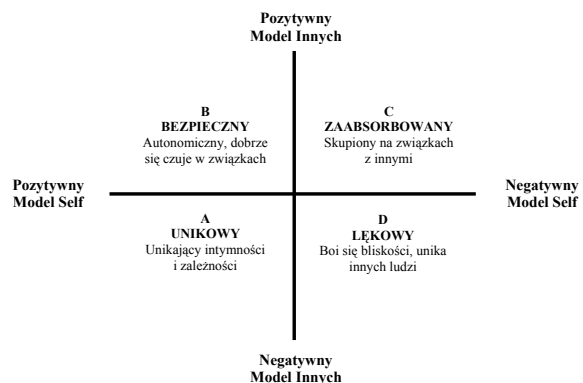 Pozytywny
Model Innych
B
BEZPIECZNY
Autonomiczny, dobrze
się czuje w związkach
C
ZAABSORBOWANY
Skupiony na związkach
z innymi
Pozytywny
Model Self
Negatywny
Model Self
A
UNIKOWY
Unikający intymności
i zależności
D
LĘKOWY
Boi się bliskości, unika
innych ludzi
Negatywny
Model Innych